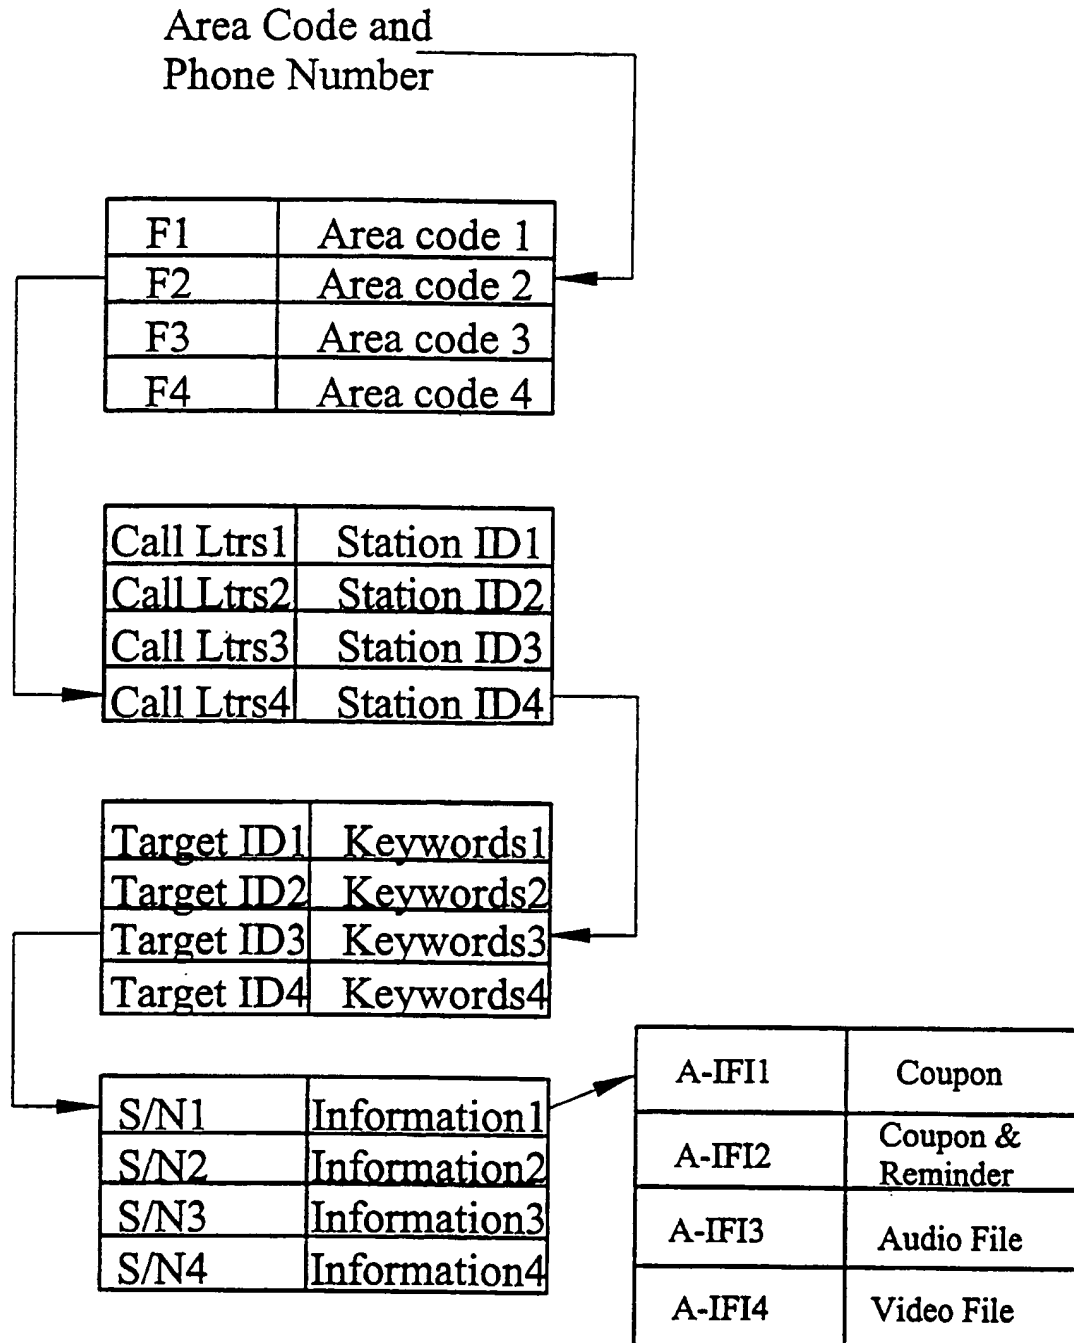 Area Code and
Phone Number
F1 Area code 1
F2 Area code 2
F3 Area code 3
F4 Area code 4
Call Ltrs1 Station ID1
Call Ltrs2 Station ID2
Call Ltrs3 Station ID3
Call Ltrs4 Station ID4
Target ID1 Keywords1
Target ID2 Keywords2
Target ID3 Keywords3
Target ID4 Keywords4
S/N1 Information1
S/N2 Information2
S/N3 Information3
S/N4 Information4
A-IFI1 Coupon
A-IFI2 Coupon &
Reminder
A-IFI3 Audio File
A-IFI4 Video File